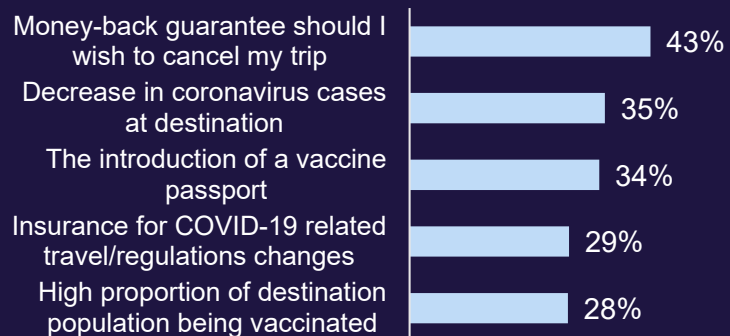 Money-back guarantee should I
wish to cancel my trip
43%
Decrease in coronavirus cases
at destination
35%
The introduction of a vaccine
passport
34%
Insurance for COVID-19 related
travel/regulations changes
29%
High proportion of destination
population being vaccinated
28%